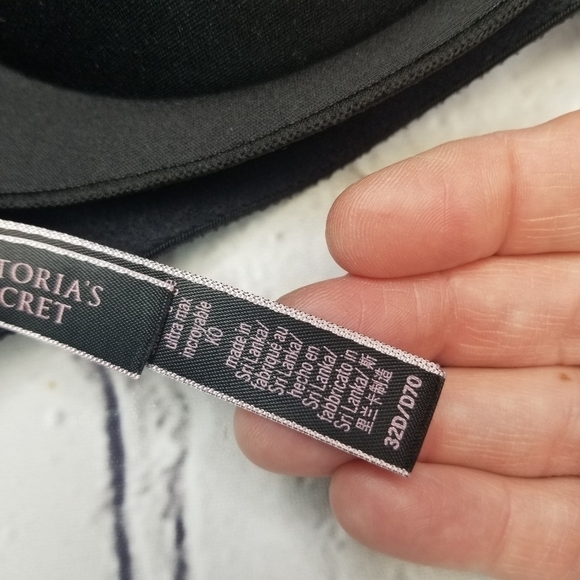 TORIA'S
CRET
ultra max
incroyable
KO
made in
Sri Lanka/
fabriqué au
Sri Lanka/
hecho en
Sri Lanka/
fabbricato in
Sri Lanka/ 斯
里兰卡制造
32D/D70